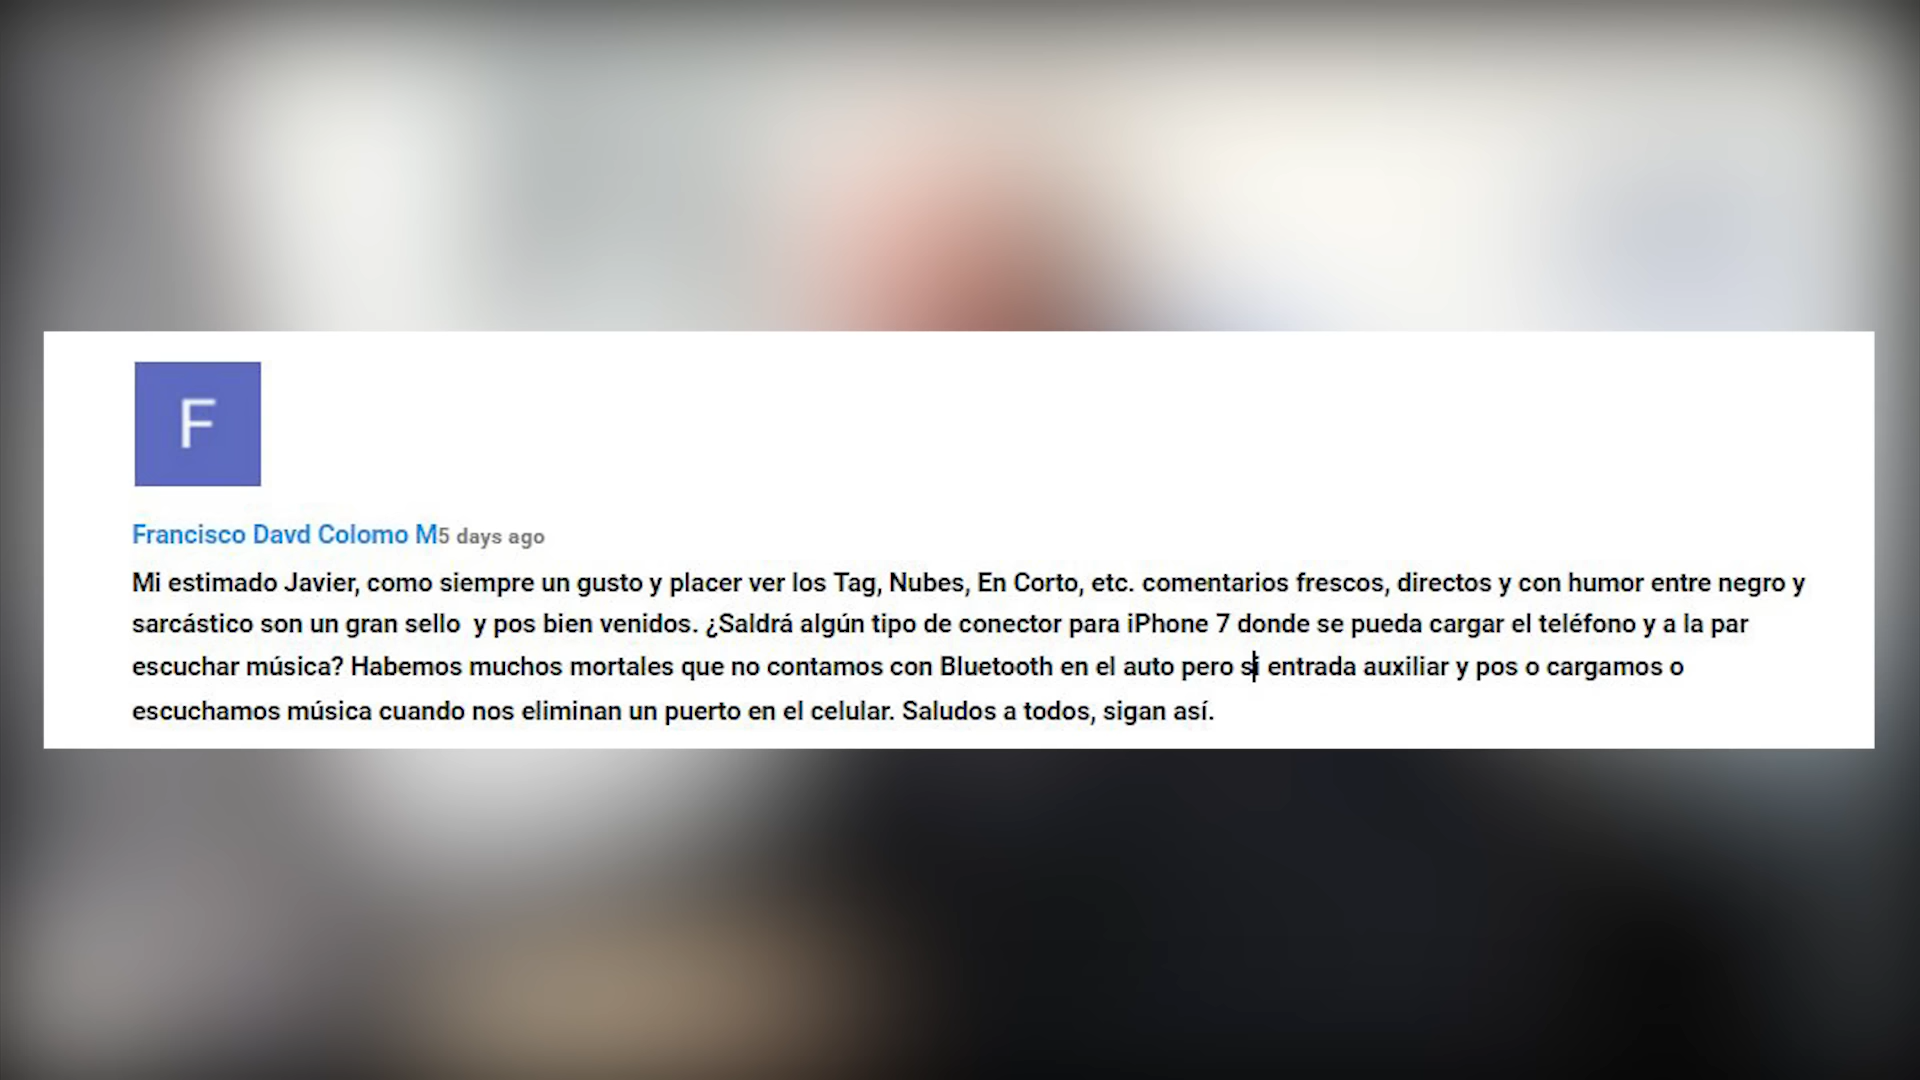 F
Francisco Davd Colomo M5 days ago
Mi estimado Javier, como siempre un gusto y placer ver los Tag, Nubes, En Corto, etc. comentarios frescos, directos y con humor entre negro y
sarcástico son un gran sello  y pos bien venidos. ¿Saldrá algún tipo de conector para iPhone 7 donde se pueda cargar el teléfono y a la par
escuchar música? Habemos muchos mortales que no contamos con Bluetooth en el auto pero si entrada auxiliar y pos o cargamos o
escuchamos música cuando nos eliminan un puerto en el celular. Saludos a todos, sigan así.